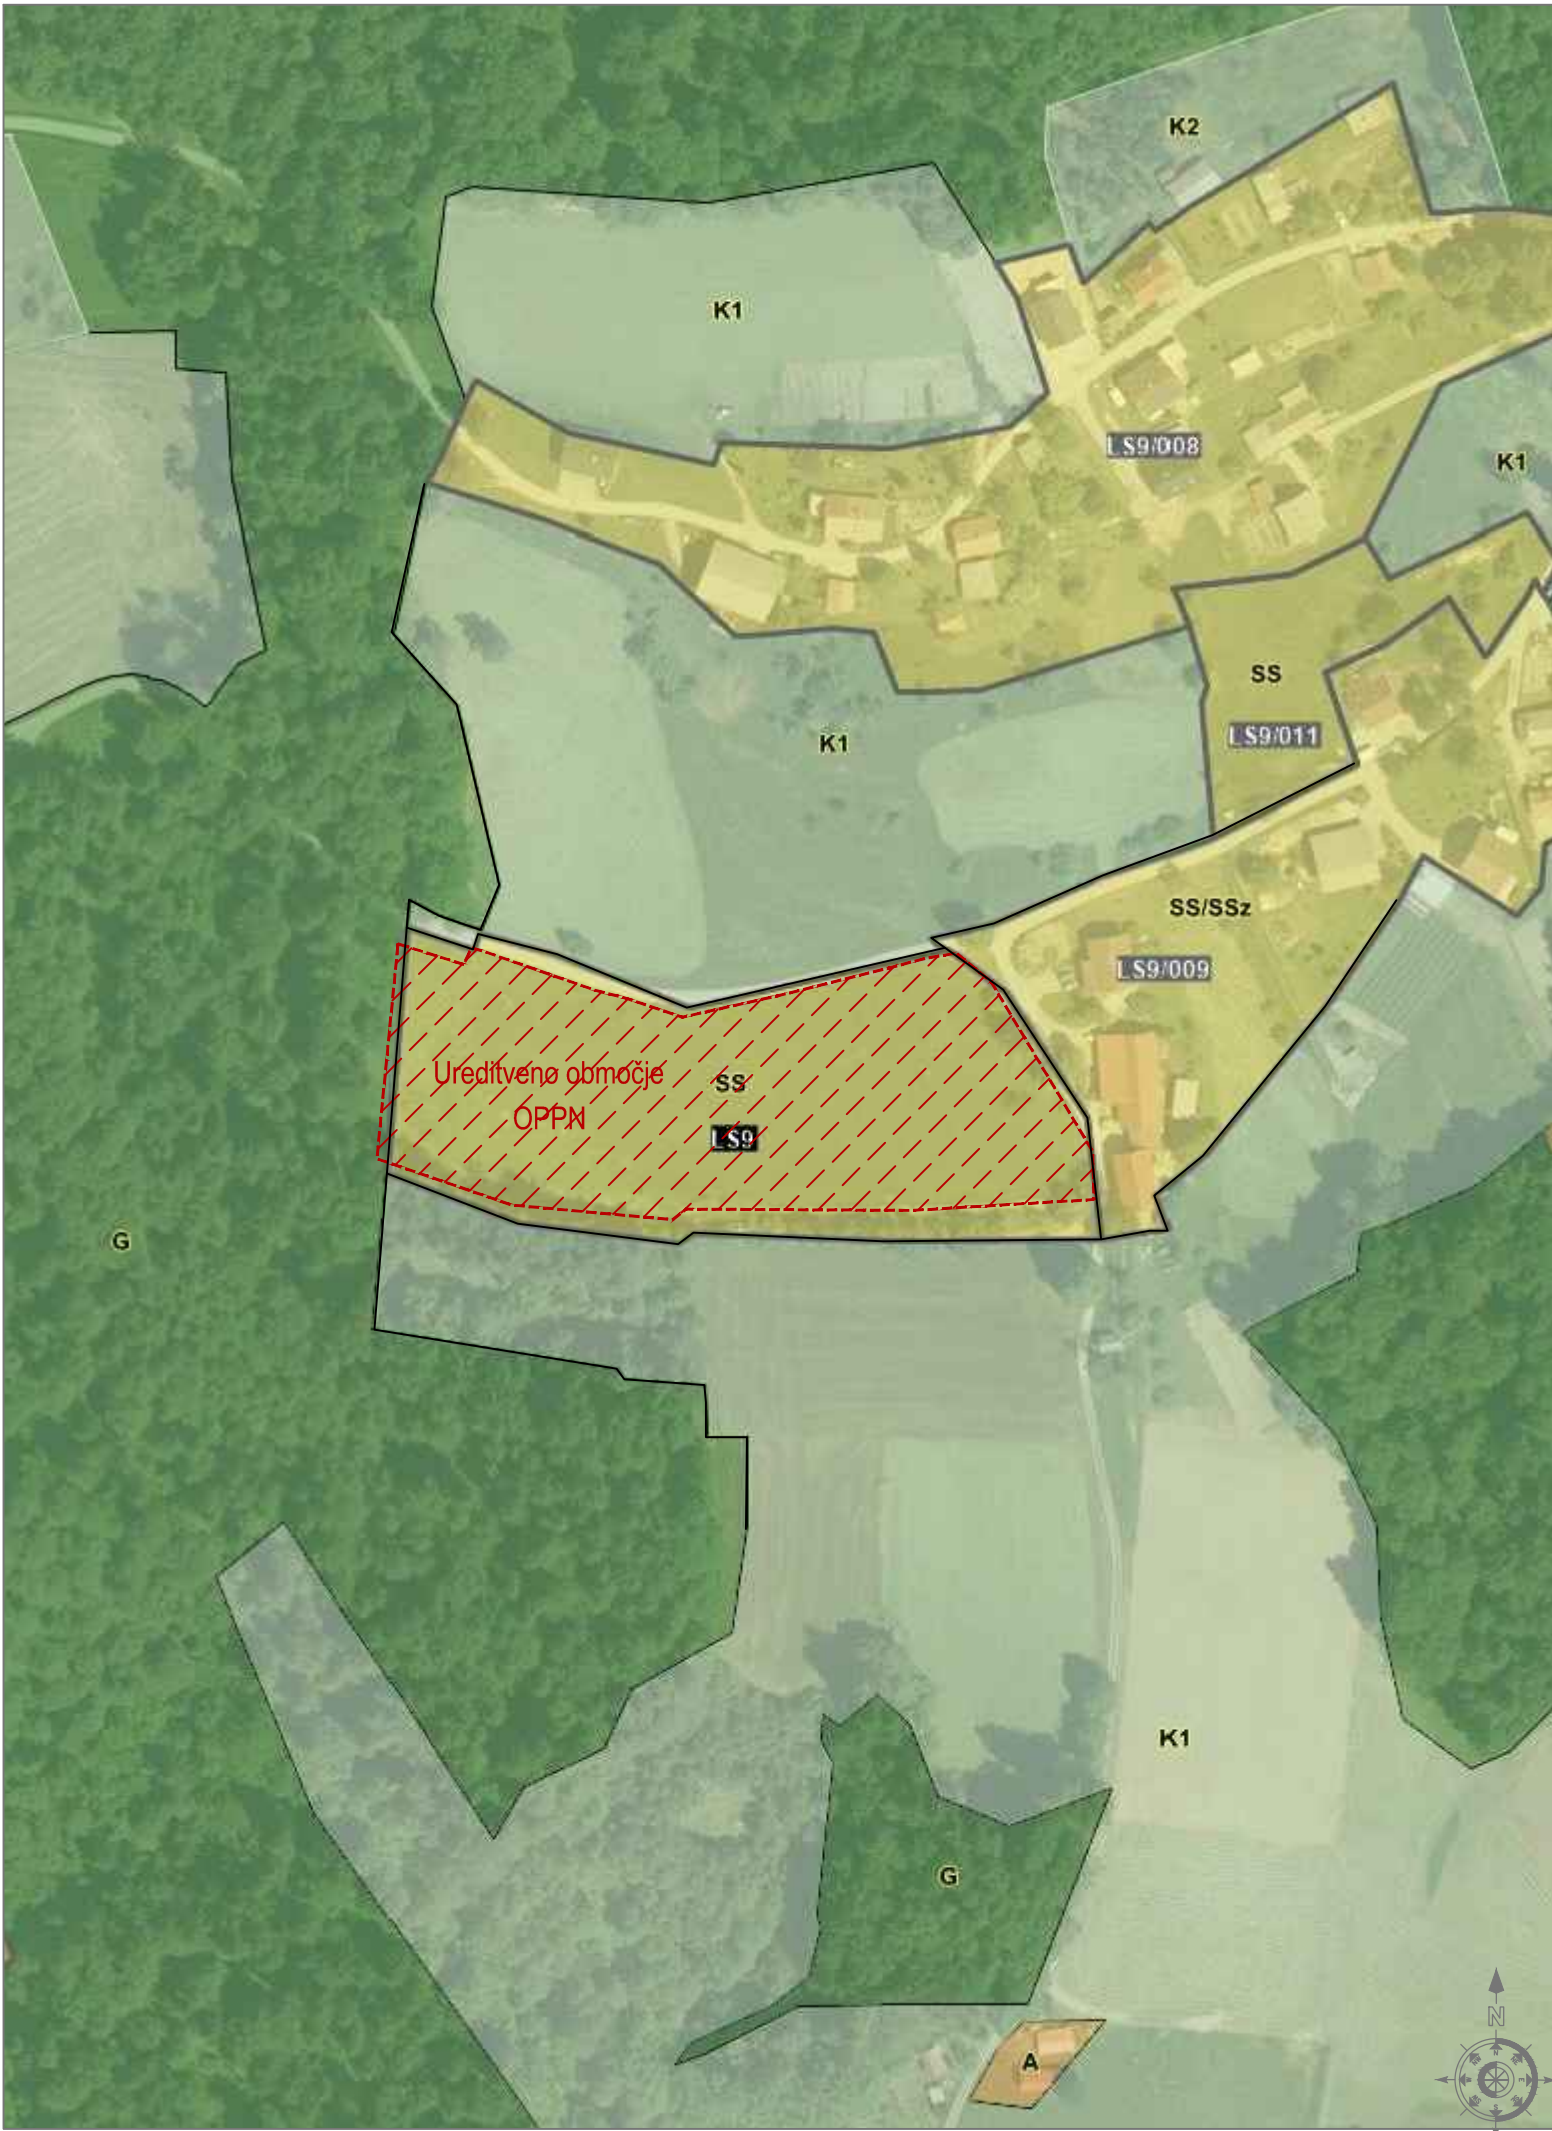 K2
K1
LS9/008
K1
SS
LS9/011
K1
SS/SSz
LS9/009
Ureditveno območje
OPPN
SS
LS9
G
K1
G
A
N